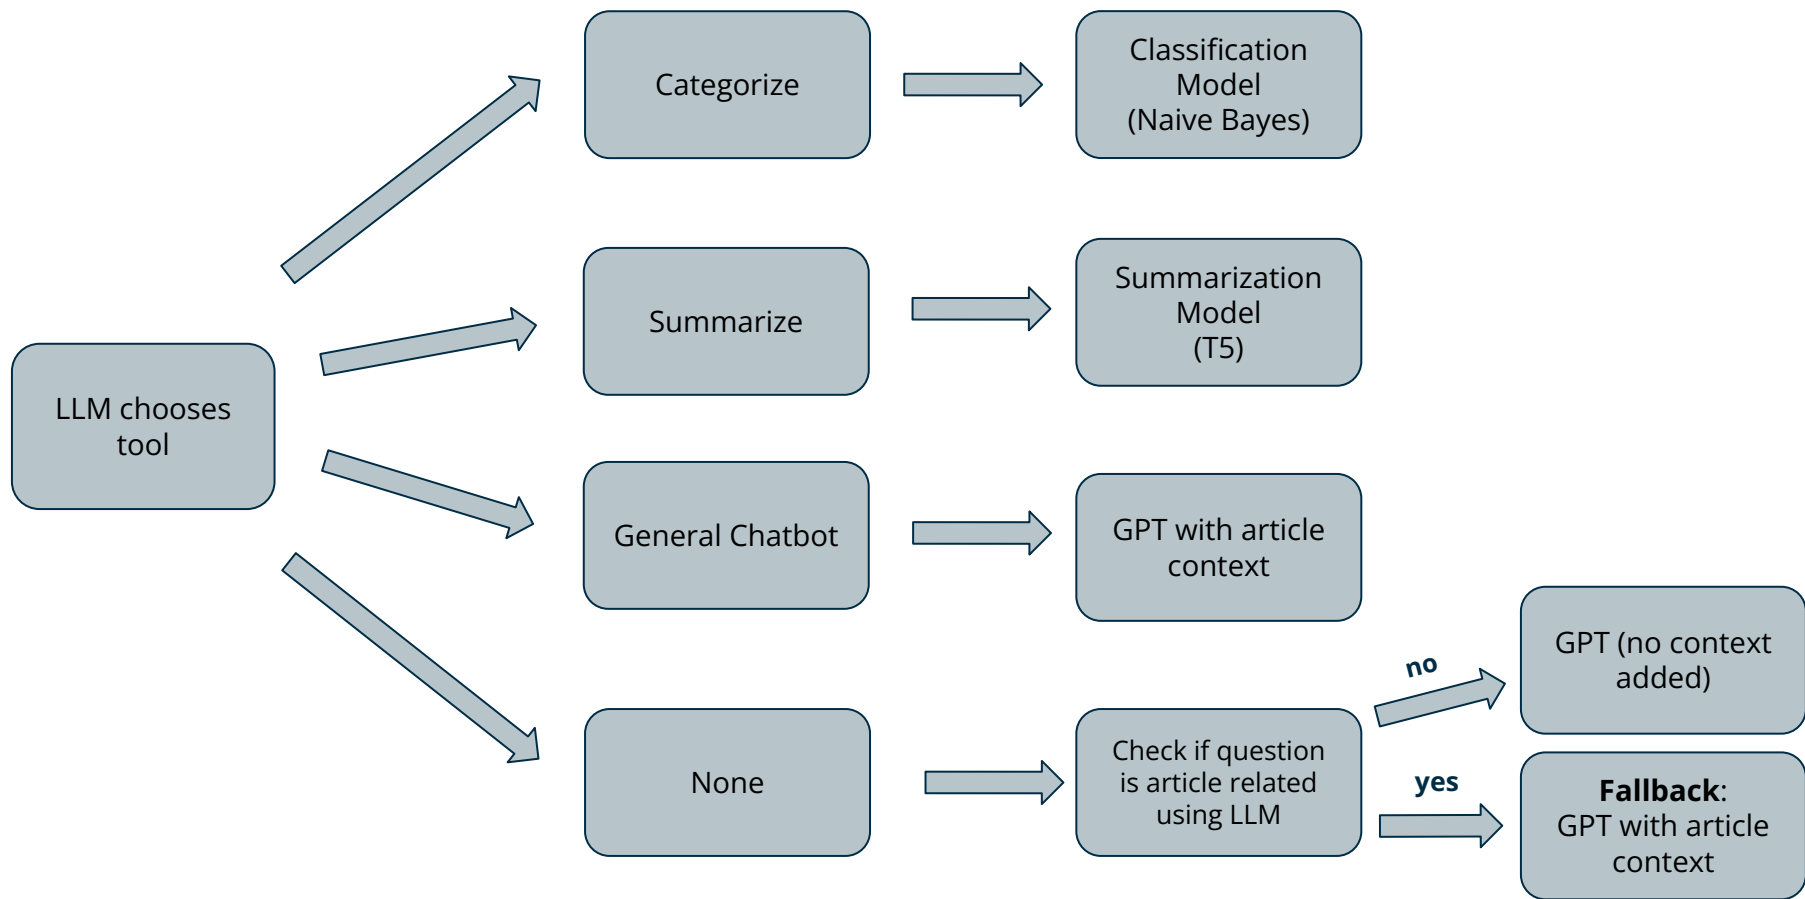 Categorize
Classification
Model
(Naive Bayes)
Summarize
Summarization
Model
(T5)
LLM chooses
tool
General Chatbot
GPT with article
context
None
Check if question
is article related
using LLM
no
GPT (no context
added)
yes
Fallback:
GPT with article
context